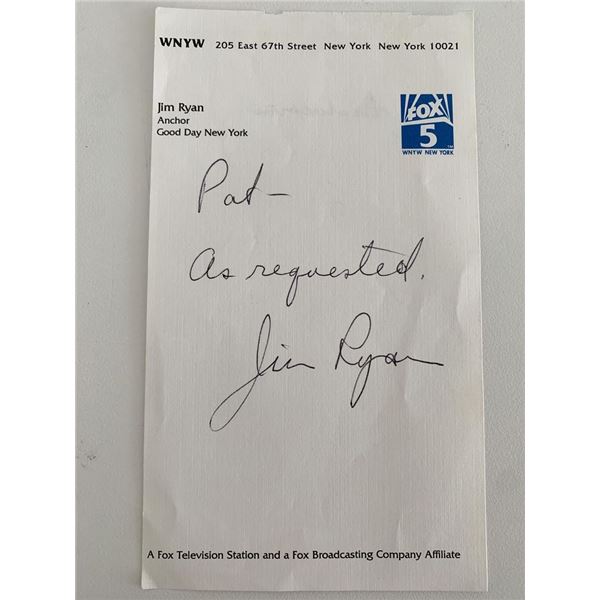 WNYW 205 East 67th Street New York New York 10021
Jim Ryan
Anchor
Good Day New York
FOX
5
WNYW NEW YORK
Pat-
As requested.
Jim Ryan
A Fox Television Station and a Fox Broadcasting Company Affiliate